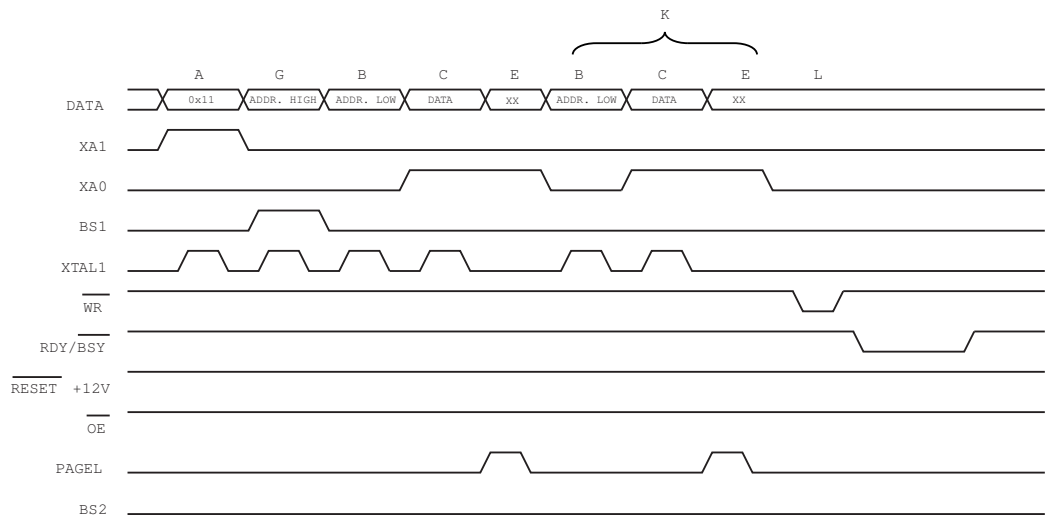 K
A G B C E B C E L
DATA 0x11 ADDR. HIGH ADDR. LOW DATA XX ADDR. LOW DATA XX
XA1
XA0
BS1
XTAL1
WR
RDY/BSY
RESET +12V
OE
PAGEL
BS2